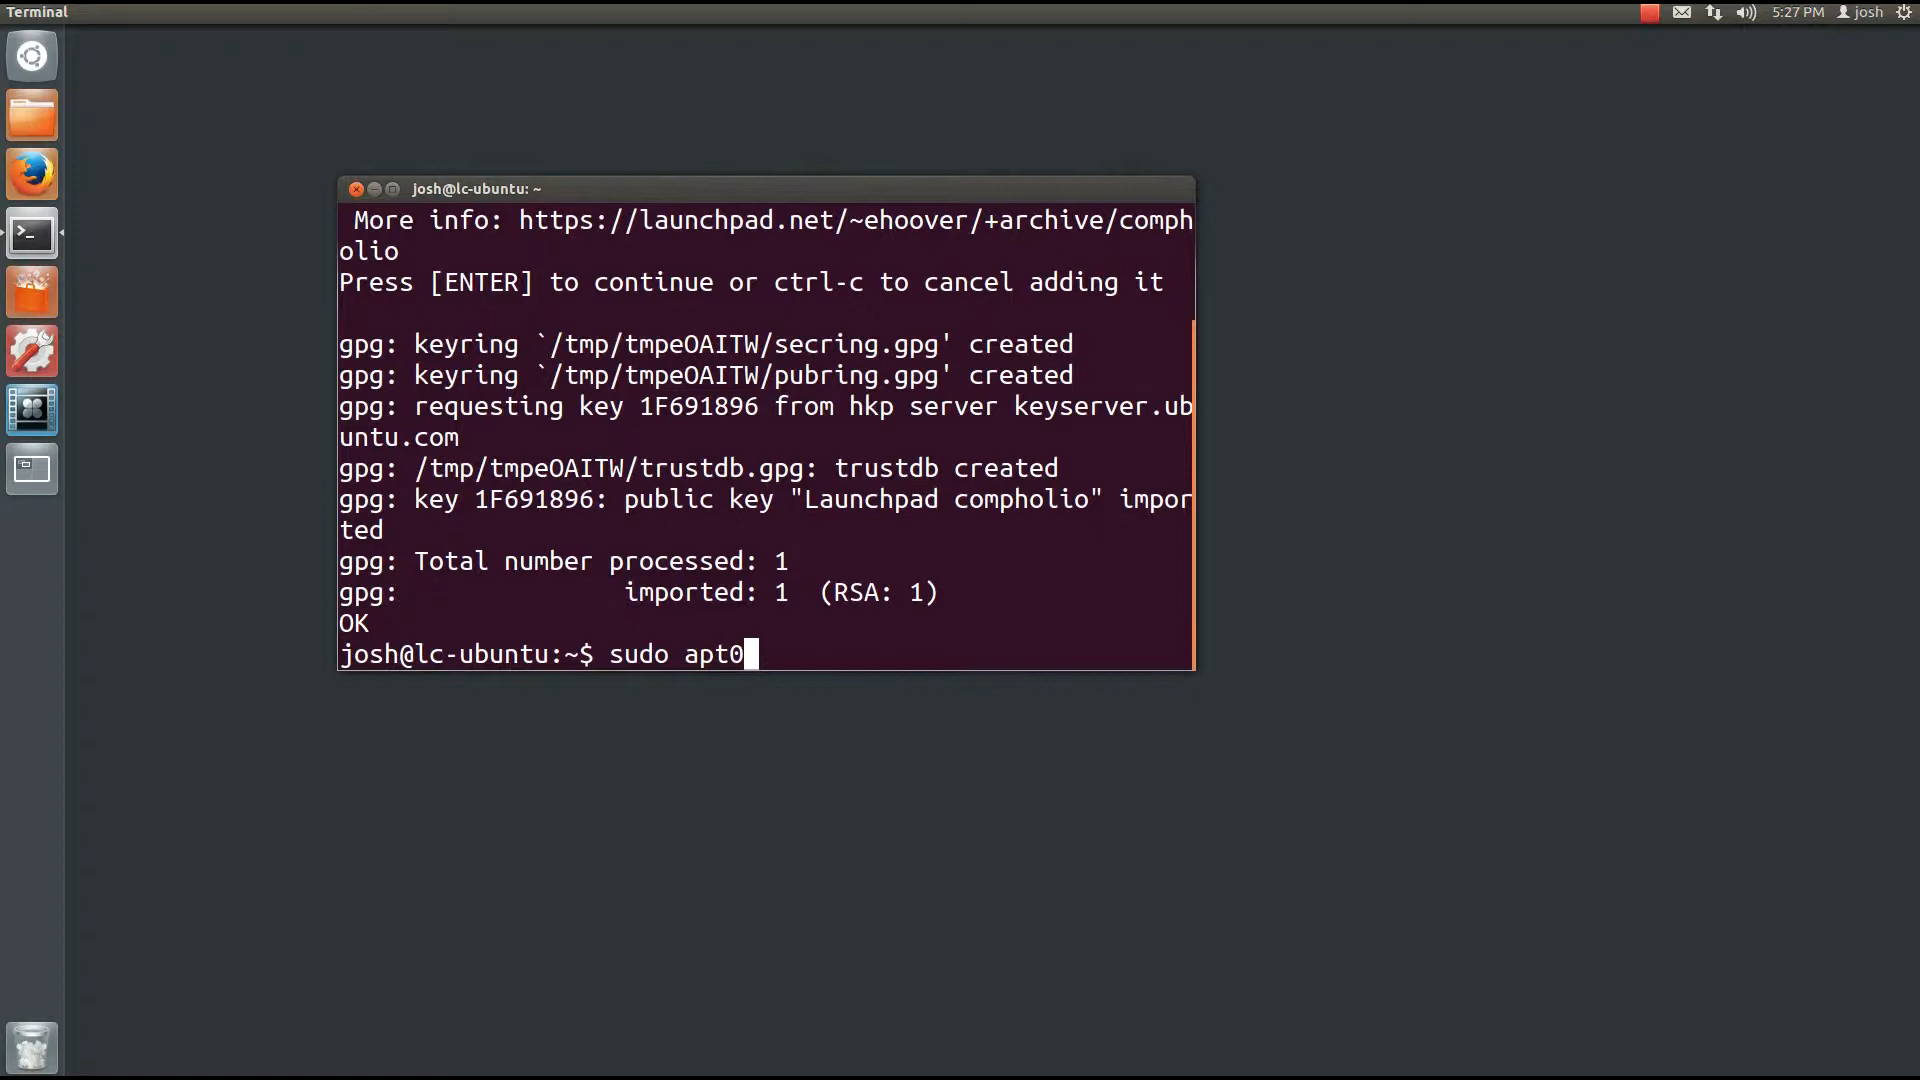 Terminal
5:27 PM josh
josh@lc-ubuntu: ~
More info: https://launchpad.net/~ehoover/+archive/comph
olio
Press [ENTER] to continue or ctrl-c to cancel adding it
gpg: keyring `/tmp/tmpeOAITW/secring.gpg' created
gpg: keyring `/tmp/tmpeOAITW/pubring.gpg' created
gpg: requesting key 1F691896 from hkp server keyserver.ub
untu.com
gpg: /tmp/tmpeOAITW/trustdb.gpg: trustdb created
gpg: key 1F691896: public key "Launchpad compholio" impor
ted
gpg: Total number processed: 1
gpg:               imported: 1  (RSA: 1)
OK
josh@lc-ubuntu:~$ sudo apt0